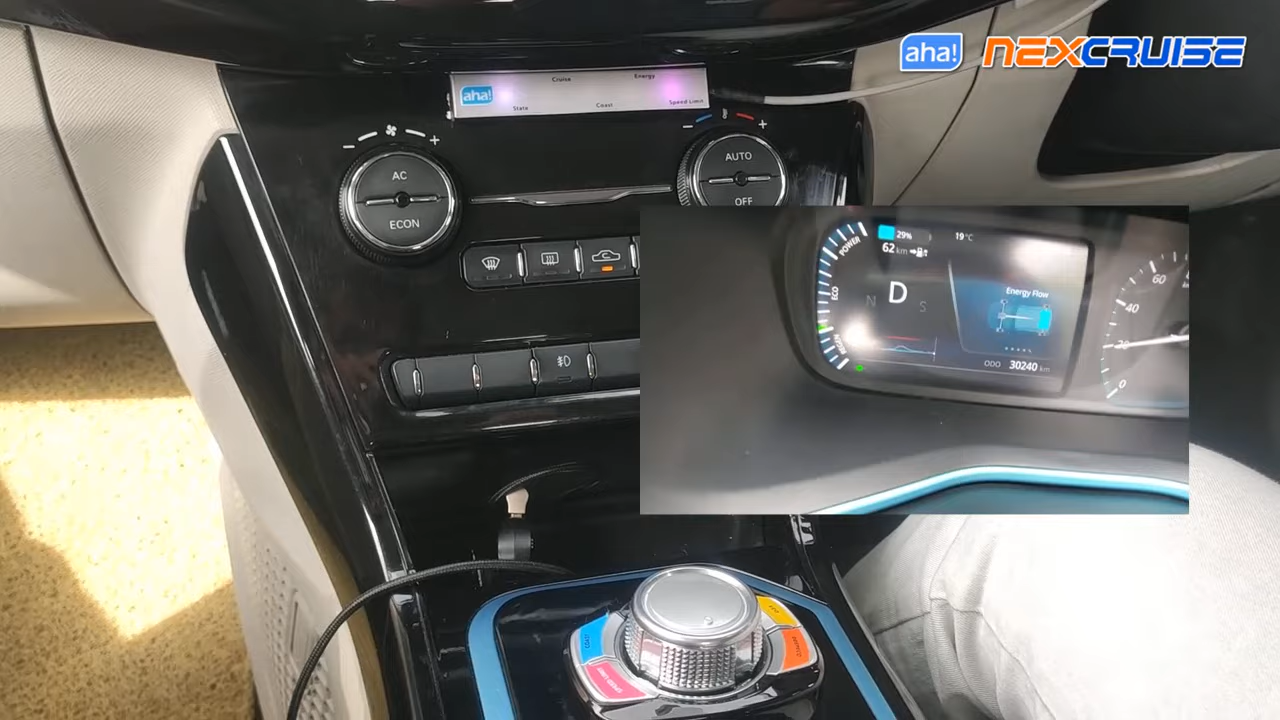 aha! NEXCRUISE
Cruise Energy
aha! State Coast Speed Limit
− +
AC
ECON
− +
AUTO
OFF
POWER
ECO
29%
62 km
19°C
N D S
Energy Flow
ODO 30240 km
60
40
20
0